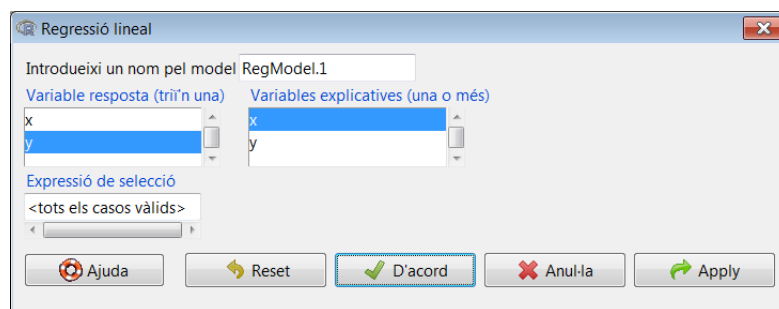 Regressió lineal
Introdueixi un nom pel model RegModel.1
Variable resposta (triï'n una) Variables explicatives (una o més)
x x
y y
Expressió de selecció
<tots els casos vàlids>
Ajuda Reset D'acord Anul·la Apply